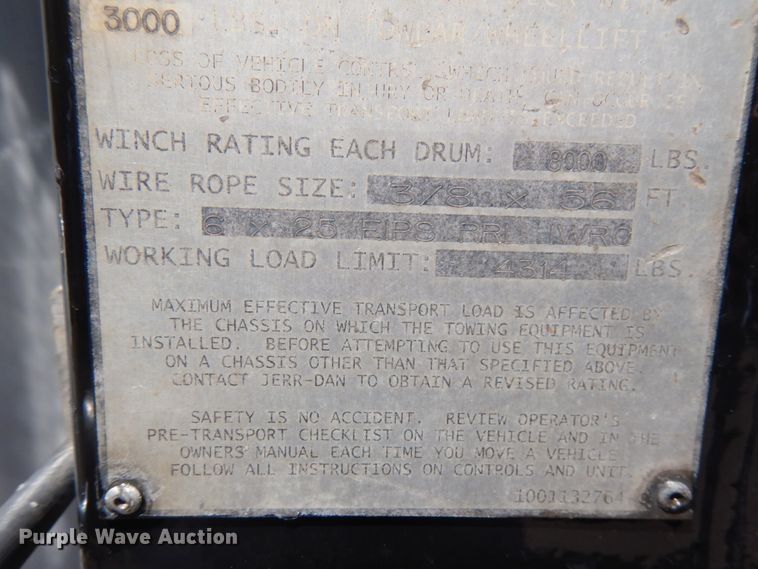 3000 LBS. ON TOWBAR/WHEELLIFT
LOSS OF VEHICLE CONTROL, WHICH COULD RESULT IN
SERIOUS BODILY INJURY OR DEATH, CAN OCCUR IF
EFFECTIVE TRANSPORT LOAD IS EXCEEDED
WINCH RATING EACH DRUM: 8000 LBS.
WIRE ROPE SIZE: 3/8 x 56 FT
TYPE: 6 x 25 EIPS PRF IWRC
WORKING LOAD LIMIT: 4314 LBS.
MAXIMUM EFFECTIVE TRANSPORT LOAD IS AFFECTED BY
THE CHASSIS ON WHICH THE TOWING EQUIPMENT IS
INSTALLED. BEFORE ATTEMPTING TO USE THIS EQUIPMENT
ON A CHASSIS OTHER THAN THAT SPECIFIED ABOVE,
CONTACT JERR-DAN TO OBTAIN A REVISED RATING.
SAFETY IS NO ACCIDENT. REVIEW OPERATOR'S
PRE-TRANSPORT CHECKLIST ON THE VEHICLE AND IN THE
OWNERS MANUAL EACH TIME YOU MOVE A VEHICLE
FOLLOW ALL INSTRUCTIONS ON CONTROLS AND UNIT.
1001132764
Purple Wave Auction